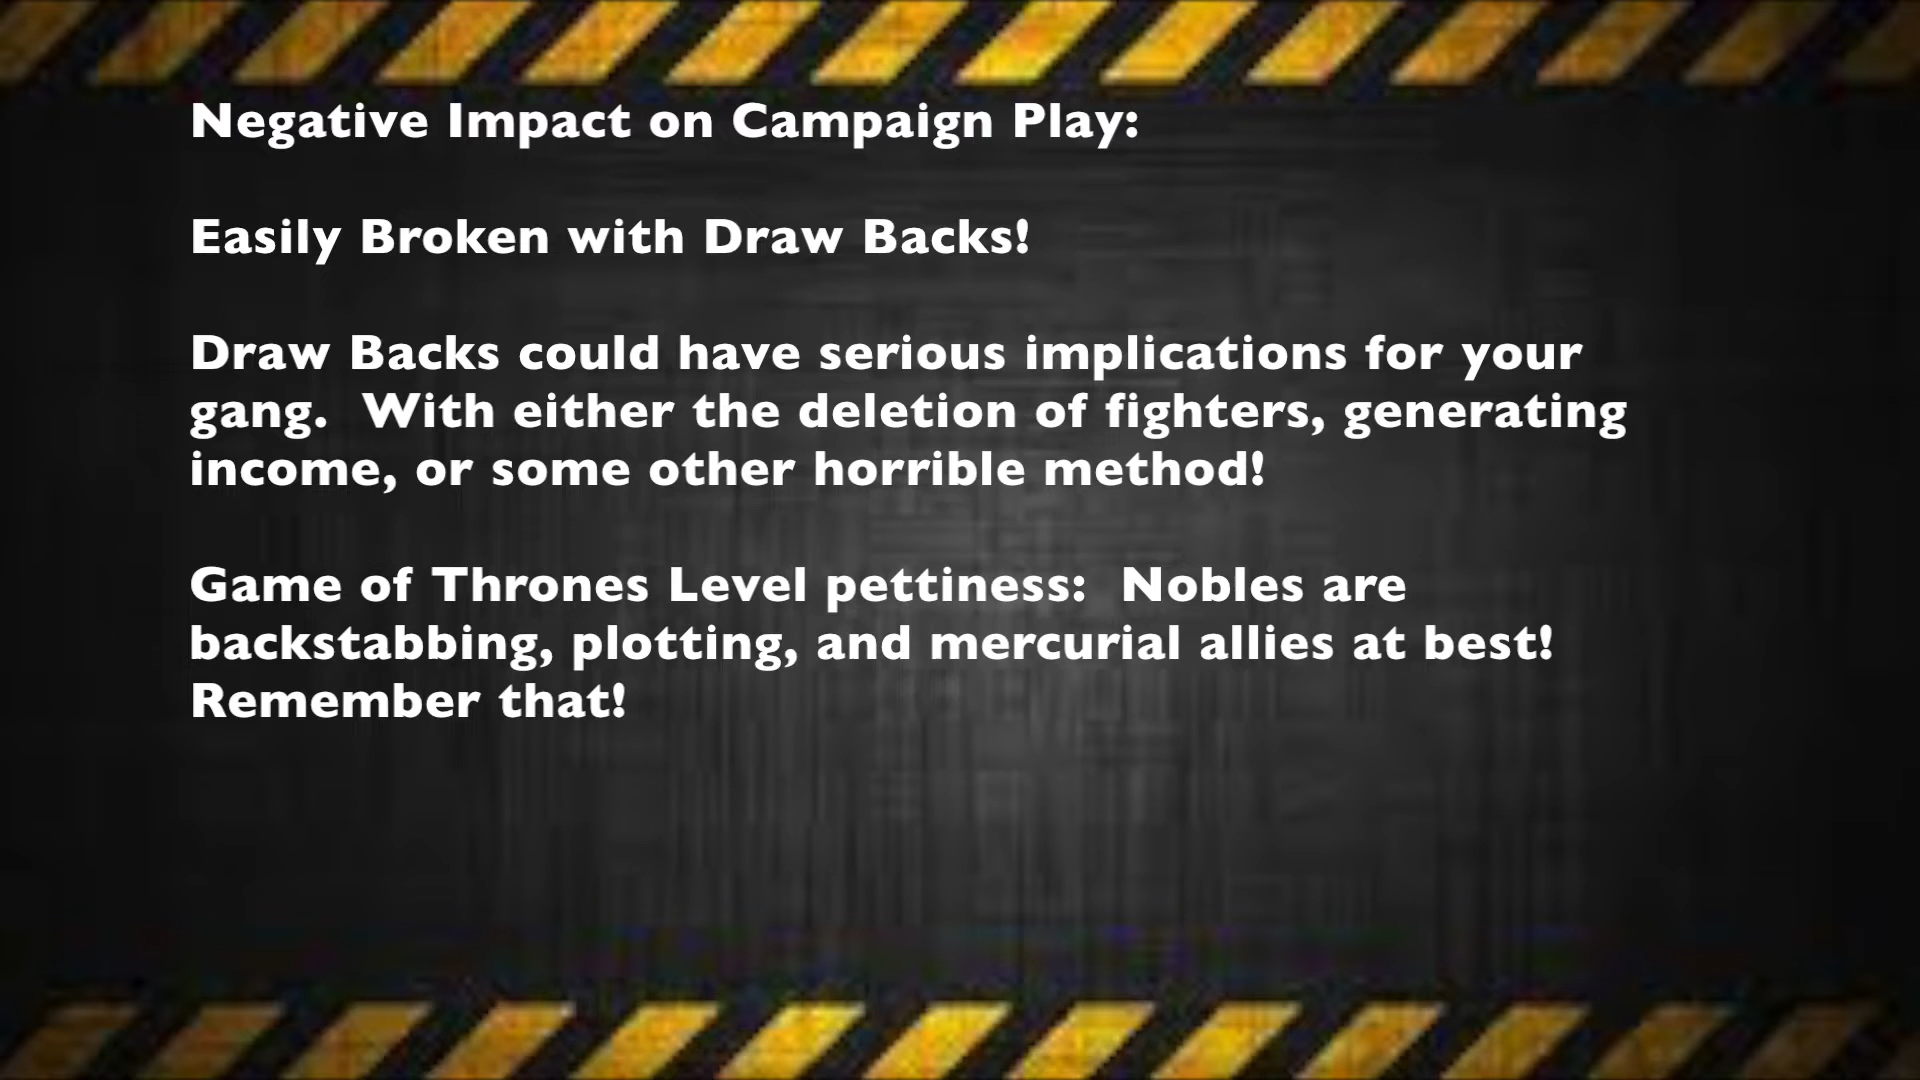 Negative Impact on Campaign Play:
Easily Broken with Draw Backs!
Draw Backs could have serious implications for your
gang.  With either the deletion of fighters, generating
income, or some other horrible method!
Game of Thrones Level pettiness:  Nobles are
backstabbing, plotting, and mercurial allies at best!
Remember that!